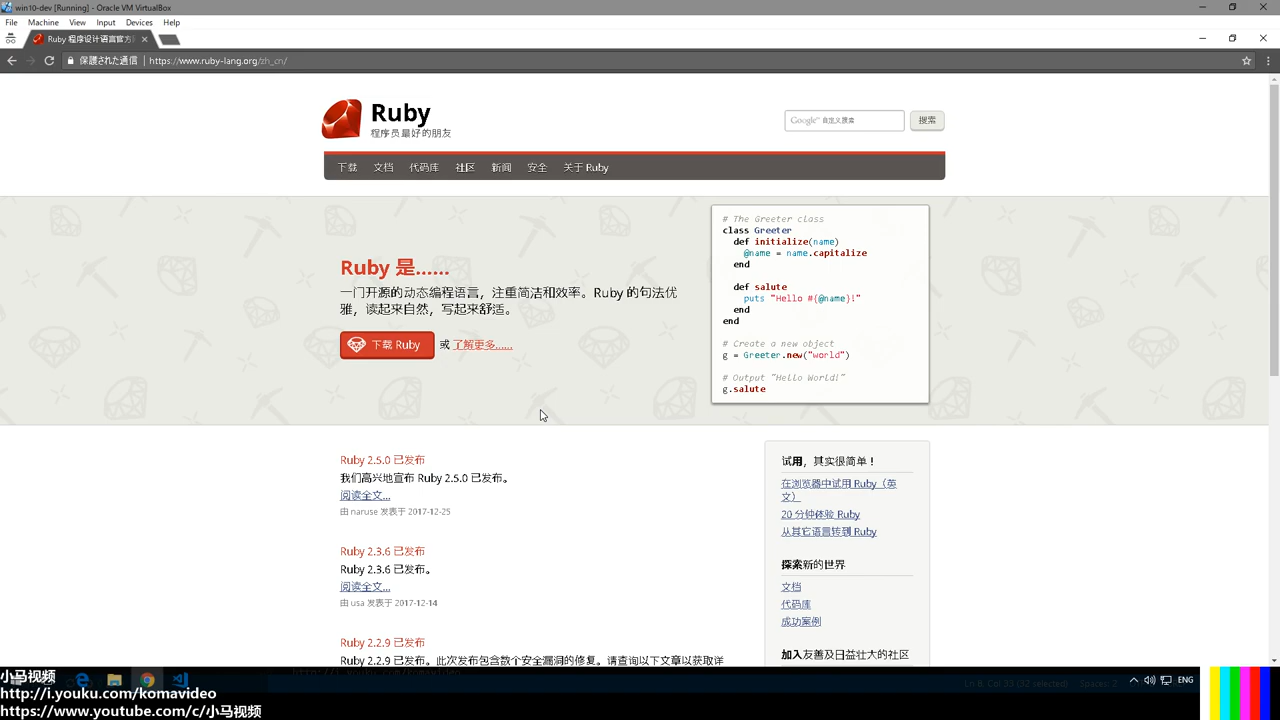 win10-dev [Running] - Oracle VM VirtualBox
File Machine View Input Devices Help
Ruby 程序设计语言官方
保護された通信 https://www.ruby-lang.org/zh_cn/
Ruby
程序员最好的朋友
Google™ 自定义搜索 搜索
下载 文档 代码库 社区 新闻 安全 关于 Ruby
Ruby 是……
一门开源的动态编程语言，注重简洁和效率。Ruby 的句法优
雅，读起来自然，写起来舒适。
下载 Ruby 或 了解更多……
# The Greeter class
class Greeter
def initialize(name)
@name = name.capitalize
end
def salute
puts "Hello #{@name}!"
end
end
# Create a new object
g = Greeter.new("world")
# Output "Hello World!"
g.salute
Ruby 2.5.0 已发布
我们高兴地宣布 Ruby 2.5.0 已发布。
阅读全文...
由 naruse 发表于 2017-12-25
Ruby 2.3.6 已发布
Ruby 2.3.6 已发布。
阅读全文...
由 usa 发表于 2017-12-14
Ruby 2.2.9 已发布
Ruby 2.2.9 已发布。此次发布包含数个安全漏洞的修复。请查阅以下文章以获取详
试用，其实很简单！
在浏览器中试用 Ruby（英
文）
20 分钟体验 Ruby
从其它语言转到 Ruby
探索新的世界
文档
代码库
成功案例
加入友善及日益壮大的社区
小马视频
http://i.youku.com/komavideo
https://www.youtube.com/c/小马视频
Ln 8, Col 33 (32 selected) Spaces: 2
ENG